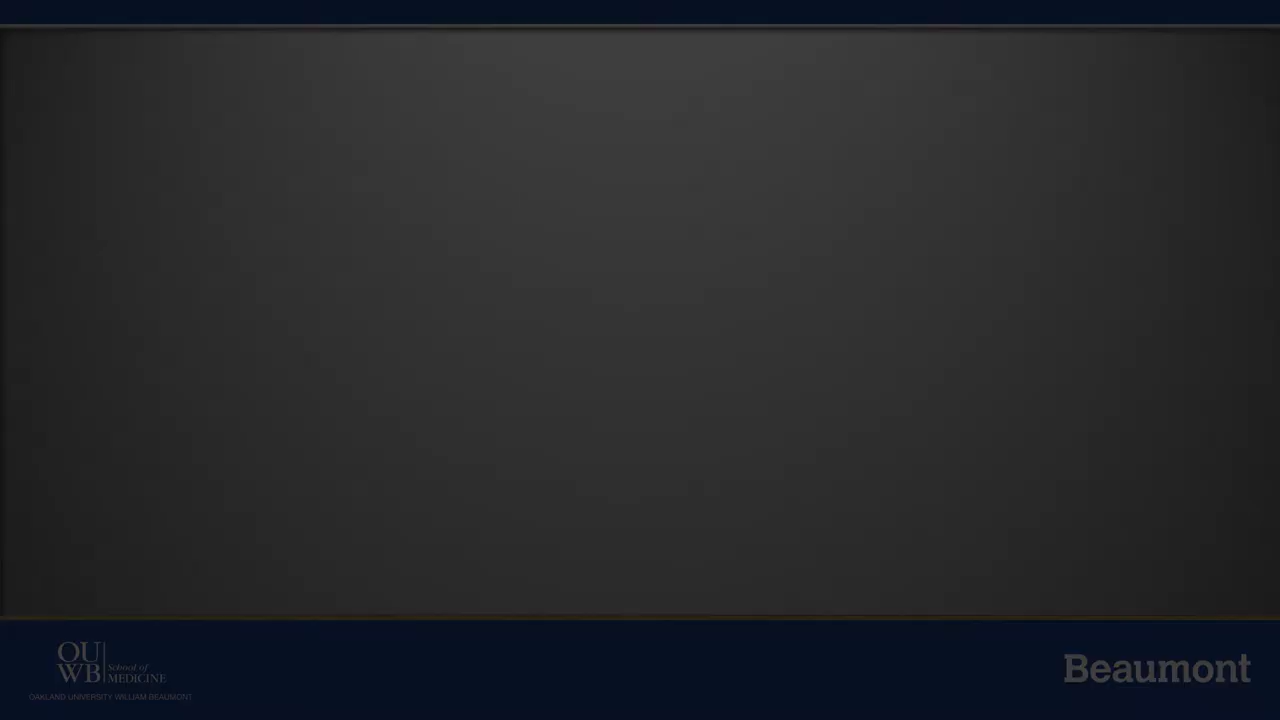 OU
WB School of
MEDICINE
OAKLAND UNIVERSITY WILLIAM BEAUMONT
Beaumont